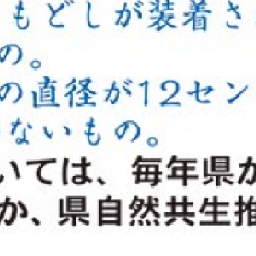 もどしが装着さ
もの。
の直径が12セン
ないもの。
いては、毎年県か
か、県自然共生推